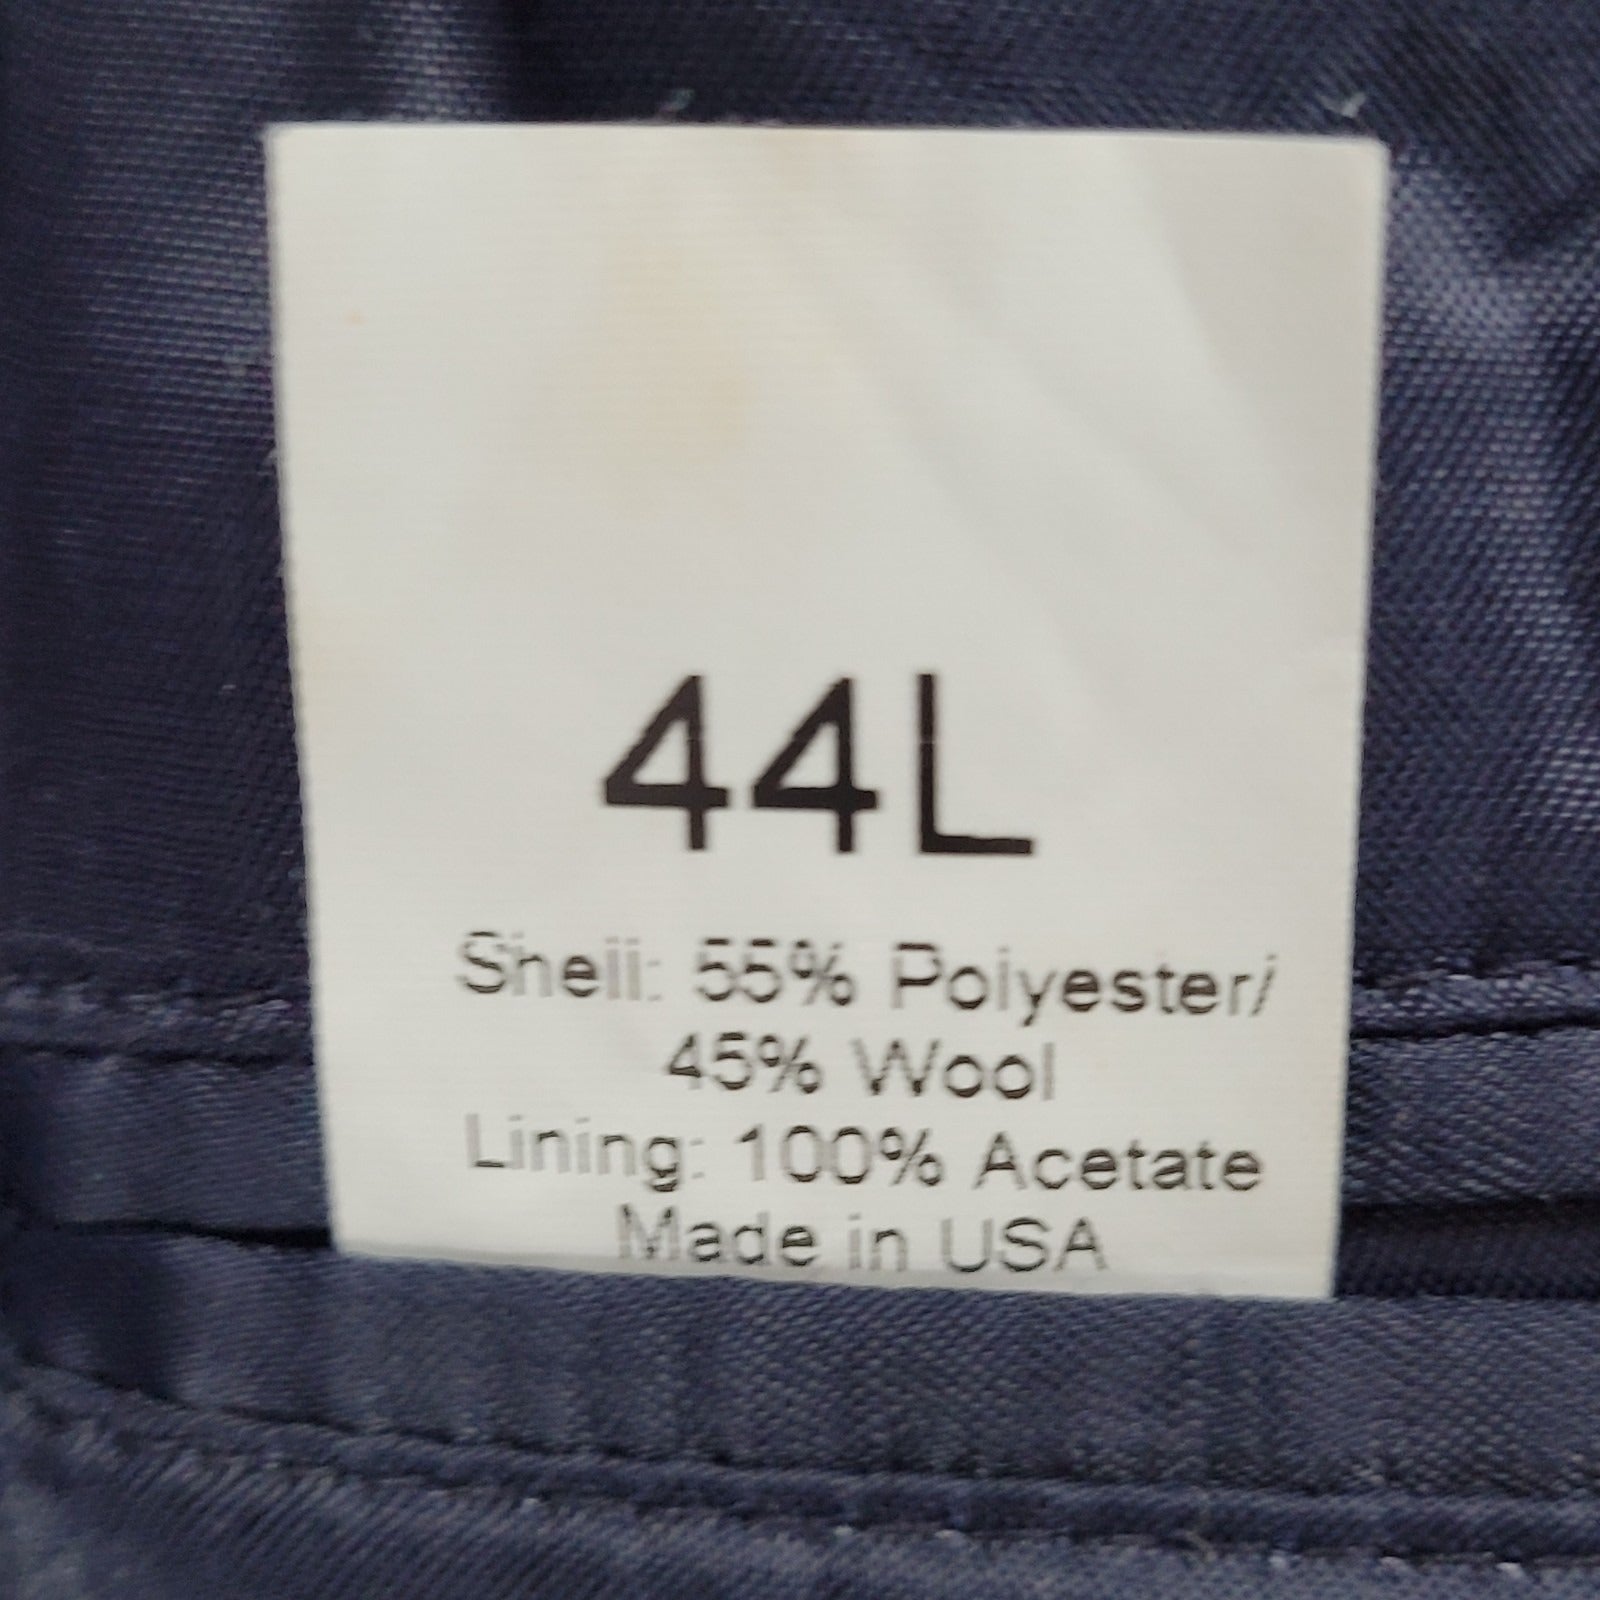 44L
Shell: 55% Polyester/
45% Wool
Lining: 100% Acetate
Made in USA